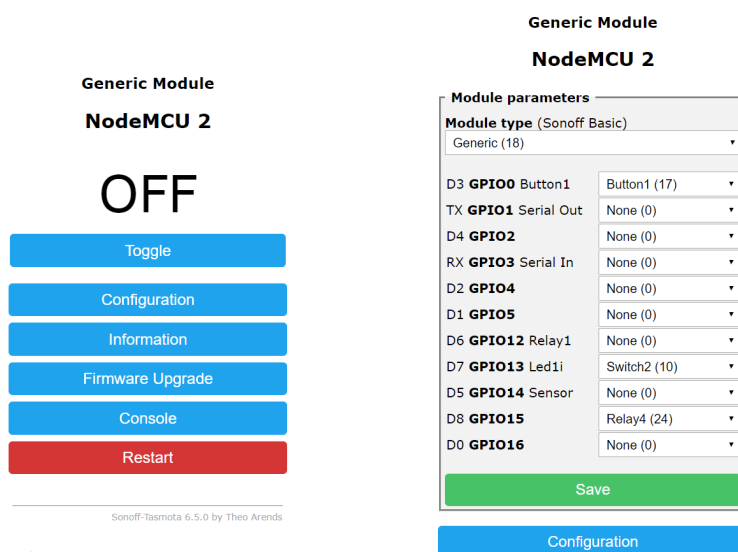 Generic Module
NodeMCU 2
OFF
Toggle
Configuration
Information
Firmware Upgrade
Console
Restart
Sonoff-Tasmota 6.5.0 by Theo Arends
Generic Module
NodeMCU 2
Module parameters
Module type (Sonoff Basic)
Generic (18)
D3 GPIO0 Button1 Button1 (17)
TX GPIO1 Serial Out None (0)
D4 GPIO2 None (0)
RX GPIO3 Serial In None (0)
D2 GPIO4 None (0)
D1 GPIO5 None (0)
D6 GPIO12 Relay1 None (0)
D7 GPIO13 Led1i Switch2 (10)
D5 GPIO14 Sensor None (0)
D8 GPIO15 Relay4 (24)
D0 GPIO16 None (0)
Save
Configuration